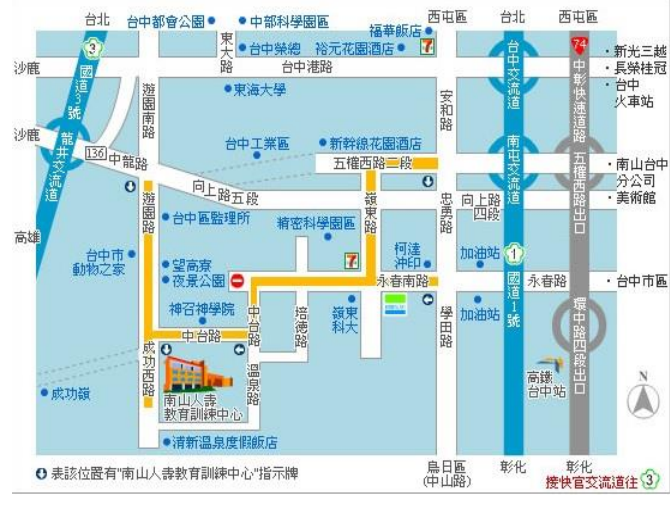 台北
台中都會公園
中部科學園區
西屯區
台北
西屯區
福華飯店
3
國道3號
東大路
台中榮總
裕元花園酒店
7
台中交流道
74
新光三越
長榮桂冠
台中
火車站
沙鹿
台中港路
遊園南路
東海大學
安和路
中彰快速道路
沙鹿
龍井交流道
136
中龍路
台中工業區
新幹線花園酒店
南屯交流道
五權西路二段
五權西路出口
南山台中
分公司
美術館
向上路五段
遊園路
嶺東路
忠勇路
向上路
四段
台中區監理所
精密科學園區
高雄
台中市
動物之家
望高寮
夜景公園
7
柯達
沖印
加油站
1
國道1號
永春南路
永春路
台中市區
神召神學院
中台路
中台路
培德路
嶺東
科大
學田路
加油站
環中路四段出口
成功西路
溫泉路
高鐵
台中站
N
成功嶺
南山人壽
教育訓練中心
清新溫泉度假飯店
表該位置有"南山人壽教育訓練中心"指示牌
烏日區
(中山路)
彰化
彰化
接快官交流道往 3